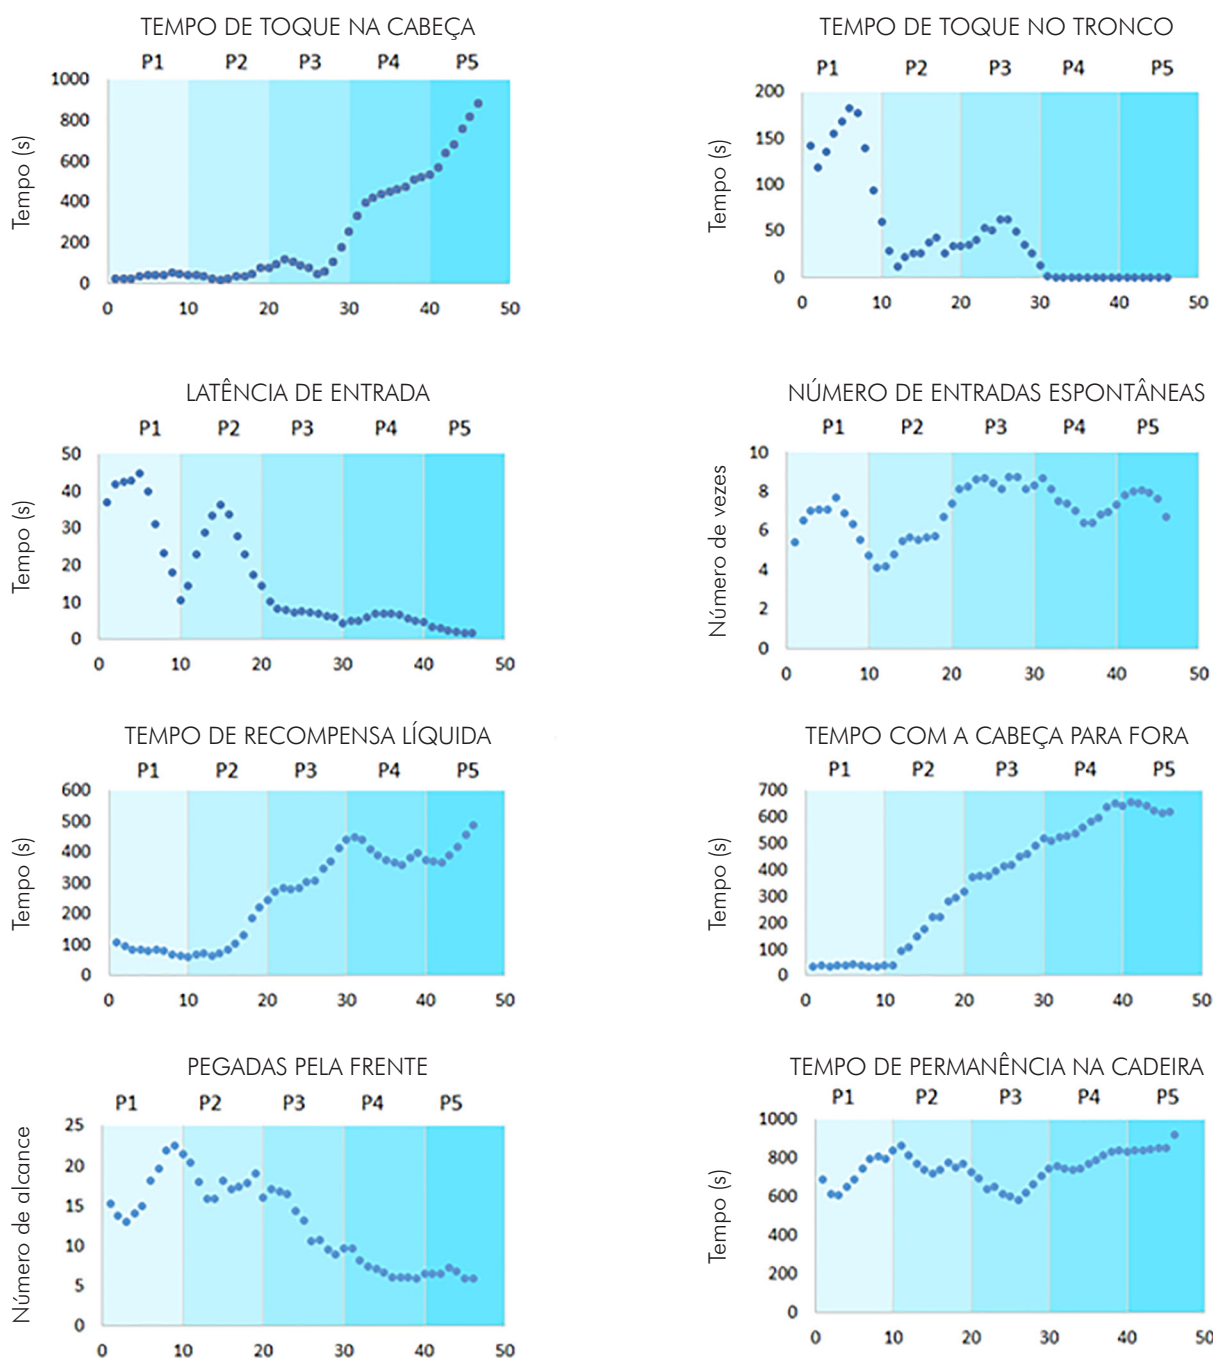 TEMPO DE TOQUE NA CABEÇA
P1 P2 P3 P4 P5
Tempo (s)
1000
800
600
400
200
0
0 10 20 30 40 50
TEMPO DE TOQUE NO TRONCO
P1 P2 P3 P4 P5
Tempo (s)
200
150
100
50
0
0 10 20 30 40 50
LATÊNCIA DE ENTRADA
P1 P2 P3 P4 P5
Tempo (s)
50
40
30
20
10
0
0 10 20 30 40 50
NÚMERO DE ENTRADAS ESPONTÂNEAS
P1 P2 P3 P4 P5
Número de vezes
10
8
6
4
2
0
0 10 20 30 40 50
TEMPO DE RECOMPENSA LÍQUIDA
P1 P2 P3 P4 P5
Tempo (s)
600
500
400
300
200
100
0
0 10 20 30 40 50
TEMPO COM A CABEÇA PARA FORA
P1 P2 P3 P4 P5
Tempo (s)
700
600
500
400
300
200
100
0
0 10 20 30 40 50
PEGADAS PELA FRENTE
P1 P2 P3 P4 P5
Número de alcance
25
20
15
10
5
0
0 10 20 30 40 50
TEMPO DE PERMANÊNCIA NA CADEIRA
P1 P2 P3 P4 P5
Tempo (s)
1000
800
600
400
200
0
0 10 20 30 40 50